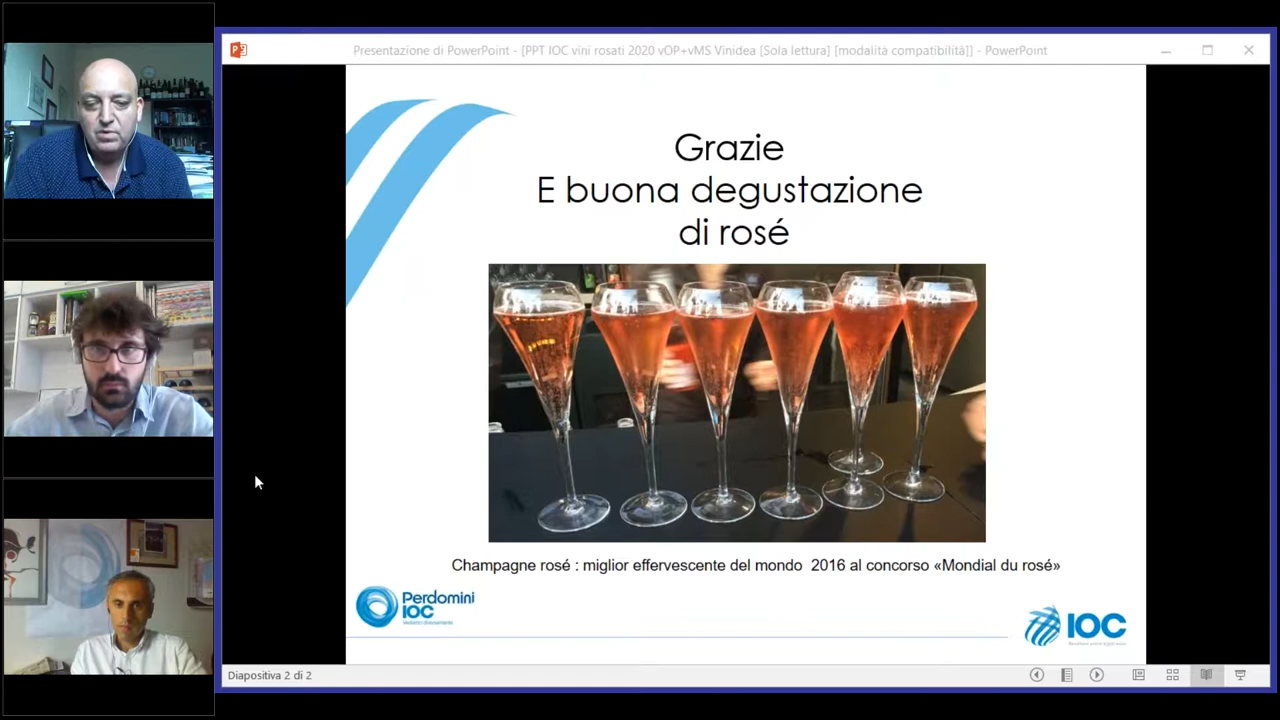 Presentazione di PowerPoint - [PPT IOC vini rosati 2020 vOP+vMS Vinidea [Sola lettura] [modalità compatibilità]] - PowerPoint
Grazie
E buona degustazione
di rosé
Champagne rosé : miglior effervescente del mondo 2016 al concorso «Mondial du rosé»
Perdomini
IOC
IOC
Diapositiva 2 di 2